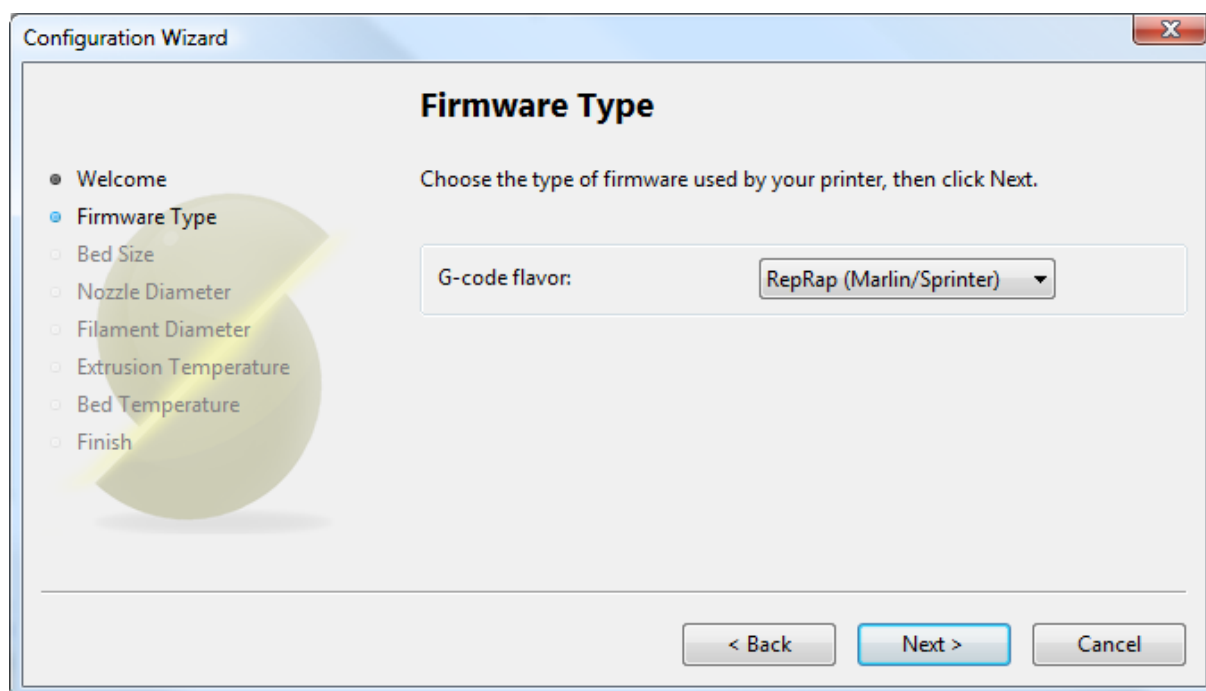 Configuration Wizard
Firmware Type
Welcome
Firmware Type
Bed Size
Nozzle Diameter
Filament Diameter
Extrusion Temperature
Bed Temperature
Finish
Choose the type of firmware used by your printer, then click Next.
G-code flavor: RepRap (Marlin/Sprinter)
< Back Next > Cancel